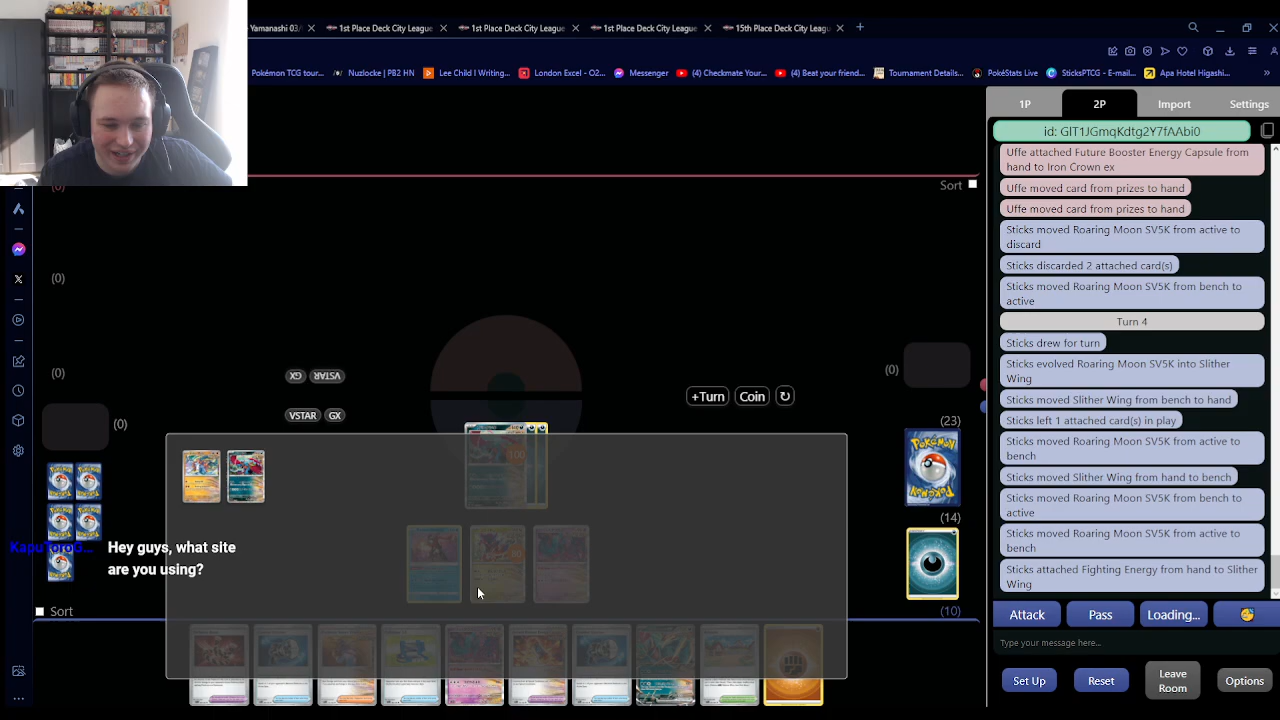 Yamanashi 03/
1st Place Deck City League
1st Place Deck City League
1st Place Deck City League
15th Place Deck City Leagu
Pokémon TCG tour...
Nuzlocke | PB2 HN
Lee Child I Writing...
London Excel - O2...
Messenger
(4) Checkmate Your...
(4) Beat your friend...
Tournament Details...
PokéStats Live
SticksPTCG - E-mail...
Apa Hotel Higashi...
1P
2P
Import
Settings
id: GIT1JGmqKdtg2Y7fAAbi0
Uffe attached Future Booster Energy Capsule from
hand to Iron Crown ex
Uffe moved card from prizes to hand
Uffe moved card from prizes to hand
Sticks moved Roaring Moon SV5K from active to
discard
Sticks discarded 2 attached card(s)
Sticks moved Roaring Moon SV5K from bench to
active
Turn 4
Sticks drew for turn
Sticks evolved Roaring Moon SV5K into Slither
Wing
Sticks moved Slither Wing from bench to hand
Sticks left 1 attached card(s) in play
Sticks moved Roaring Moon SV5K from active to
bench
Sticks moved Slither Wing from hand to bench
Sticks moved Slither Wing from bench to
active
Sticks moved Roaring Moon SV5K from active to
bench
Sticks attached Fighting Energy from hand to Slither
Wing
Attack
Pass
Loading...
Type your message here...
Set Up
Reset
Leave
Room
Options
Sort
(0)
(0)
(0)
(0)
(0)
GX
VSTAR
VSTAR
GX
+Turn
Coin
(23)
(14)
(10)
100
KapuToroG...
Hey guys, what site
are you using?
Sort